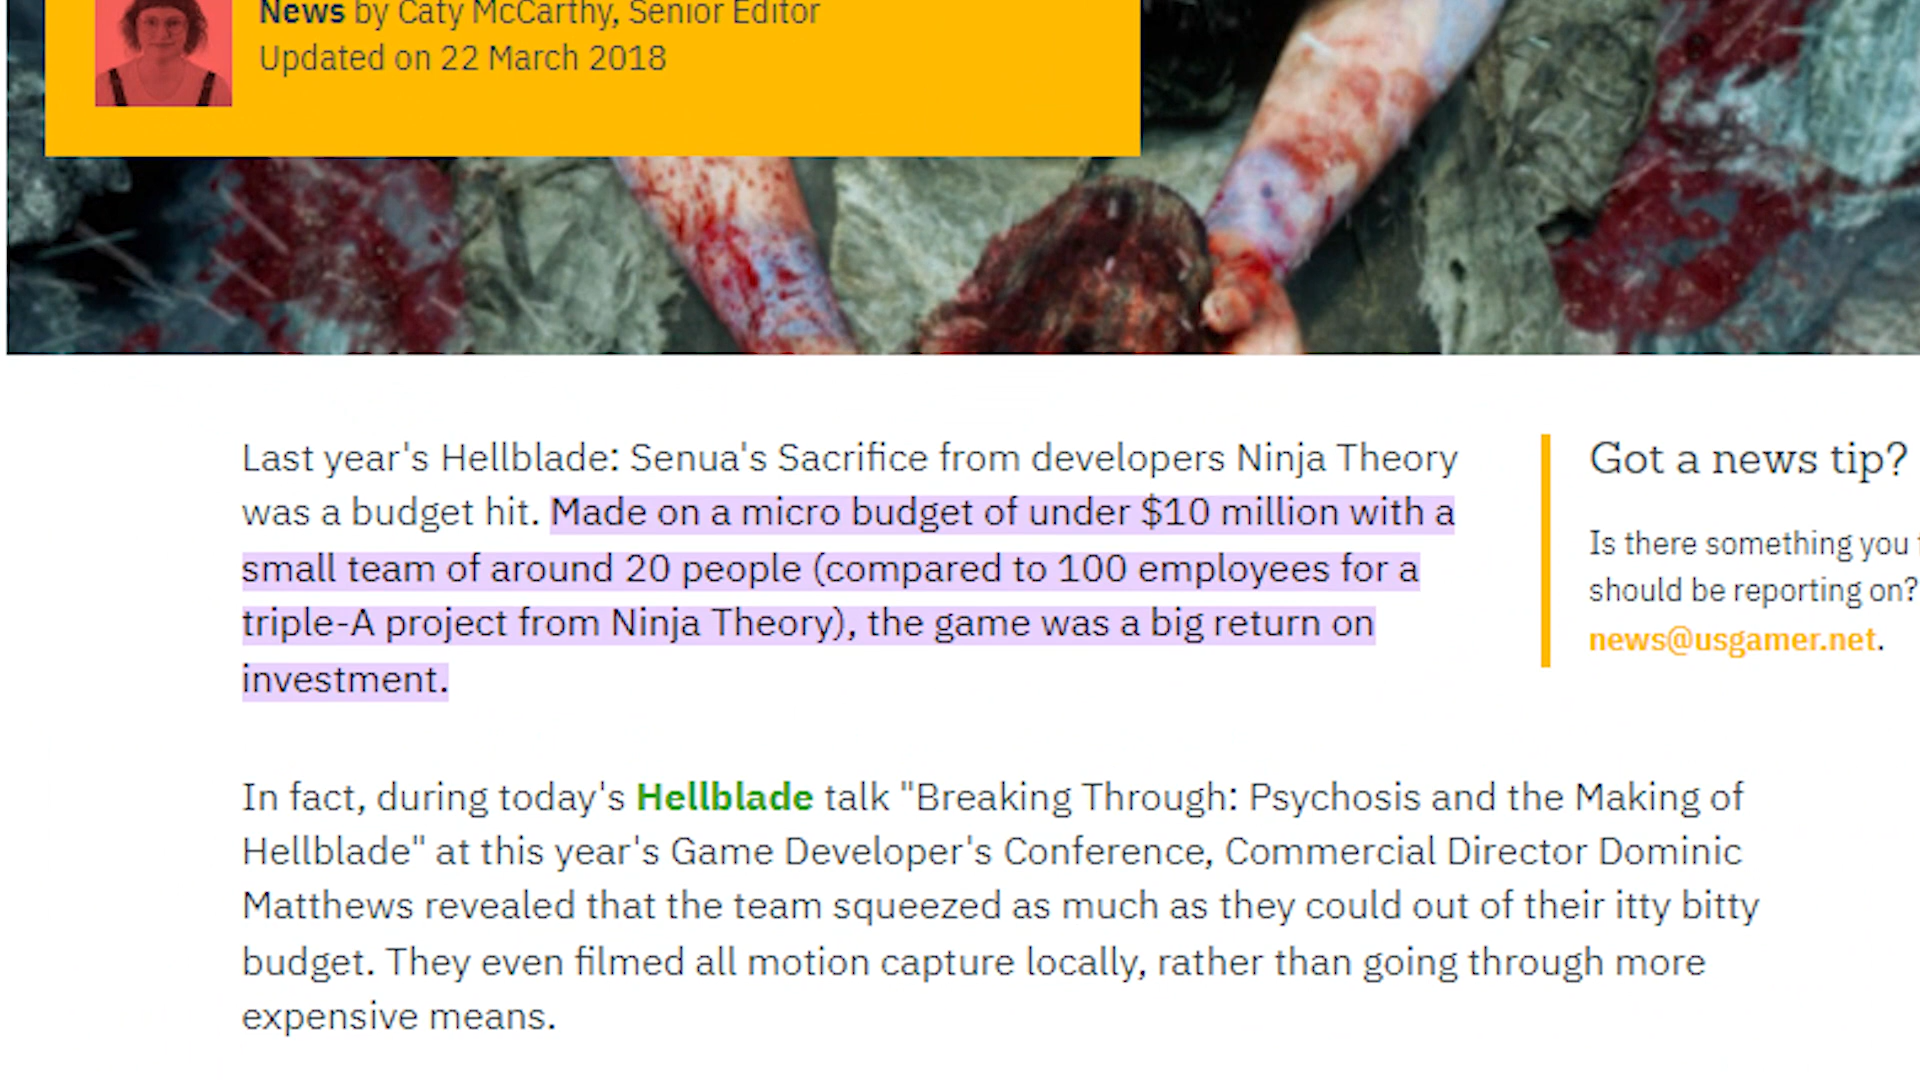 News by Caty McCarthy, Senior Editor
Updated on 22 March 2018
Last year's Hellblade: Senua's Sacrifice from developers Ninja Theory
was a budget hit. Made on a micro budget of under $10 million with a
small team of around 20 people (compared to 100 employees for a
triple-A project from Ninja Theory), the game was a big return on
investment.
In fact, during today's Hellblade talk "Breaking Through: Psychosis and the Making of
Hellblade" at this year's Game Developer's Conference, Commercial Director Dominic
Matthews revealed that the team squeezed as much as they could out of their itty bitty
budget. They even filmed all motion capture locally, rather than going through more
expensive means.
Got a news tip?
Is there something you
should be reporting on?
news@usgamer.net.